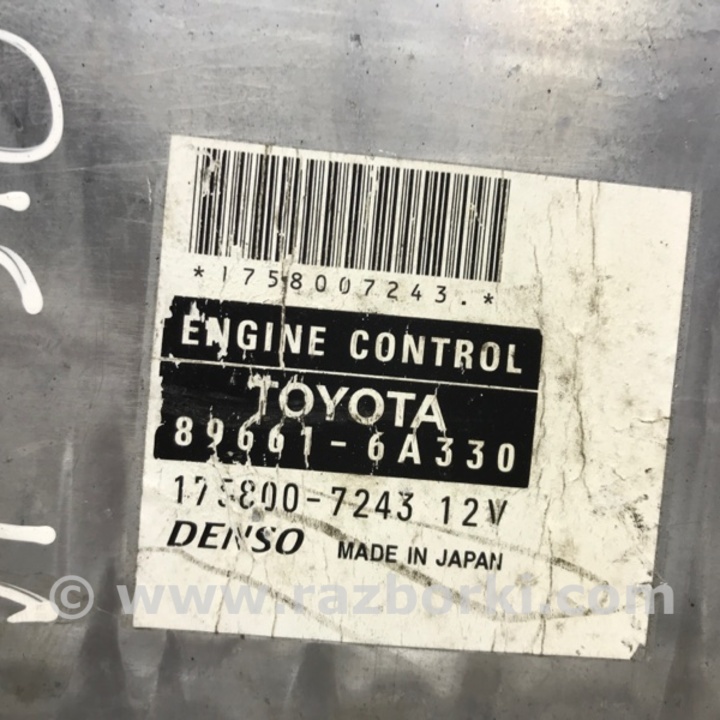 *1758007243.*
ENGINE CONTROL
TOYOTA
89661-6A330
175800-7243 12V
DENSO MADE IN JAPAN
© www.razborki.com